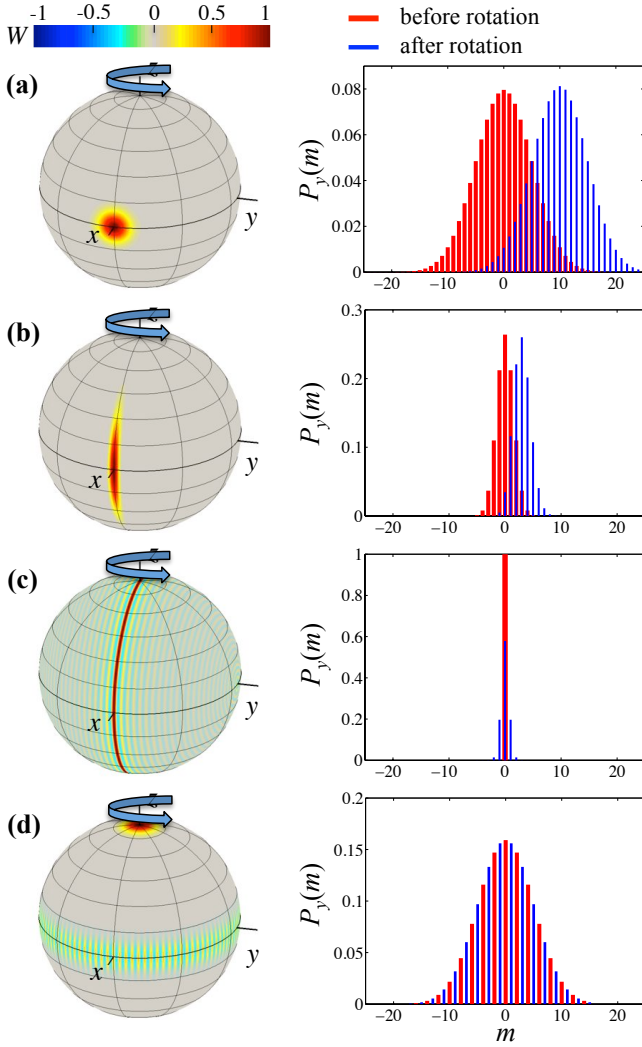 W -1 -0.5 0 0.5 1
before rotation
after rotation
(a)
z
x
y
P_y(m)
0.08
0.06
0.04
0.02
0
−20 −10 0 10 20
(b)
z
x
y
P_y(m)
0.3
0.2
0.1
0
−20 −10 0 10 20
(c)
z
x
y
P_y(m)
1
0.8
0.6
0.4
0.2
0
−20 −10 0 10 20
(d)
z
x
y
P_y(m)
0.2
0.15
0.1
0.05
0
−20 −10 0 10 20
m